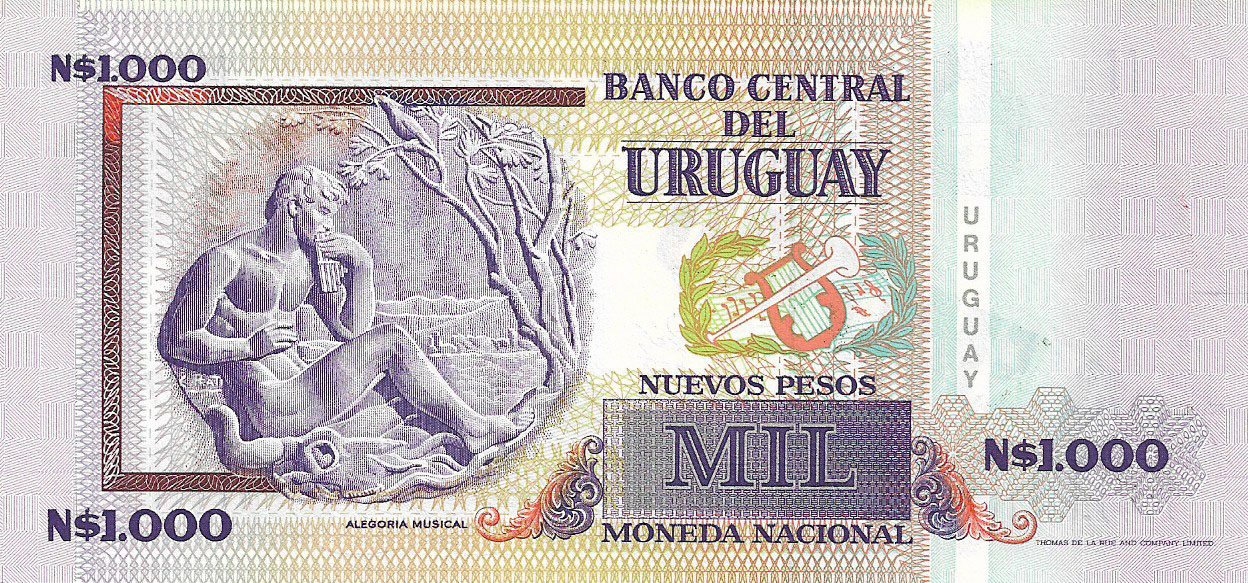 N$1.000
BANCO CENTRAL
DEL
URUGUAY
URUGUAY
NUEVOS PESOS
MIL
N$1.000
N$1.000
ALEGORIA MUSICAL
MONEDA NACIONAL
THOMAS DE LA RUE AND COMPANY LIMITED.